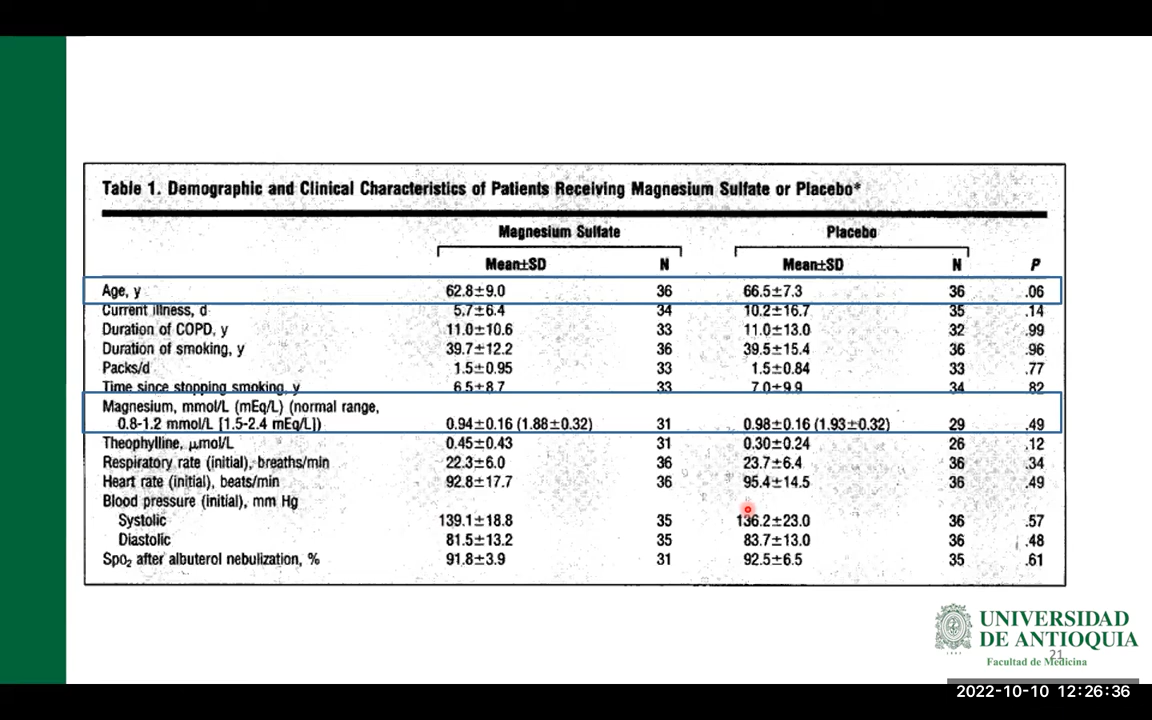 Table 1. Demographic and Clinical Characteristics of Patients Receiving Magnesium Sulfate or Placebo*
Magnesium Sulfate Placebo
Mean±SD N Mean±SD N P
Age, y 62.8±9.0 36 66.5±7.3 36 .06
Current illness, d 5.7±6.4 34 10.2±16.7 35 .14
Duration of COPD, y 11.0±10.6 33 11.0±13.0 32 .99
Duration of smoking, y 39.7±12.2 36 39.5±15.4 36 .96
Packs/d 1.5±0.95 33 1.5±0.84 33 .77
Time since stopping smoking, y 6.5±8.7 33 7.0±9.9 34 .82
Magnesium, mmol/L (mEq/L) (normal range,
0.8-1.2 mmol/L [1.5-2.4 mEq/L]) 0.94±0.16 (1.88±0.32) 31 0.98±0.16 (1.93±0.32) 29 .49
Theophylline, μmol/L 0.45±0.43 31 0.30±0.24 26 .12
Respiratory rate (initial), breaths/min 22.3±6.0 36 23.7±6.4 36 .34
Heart rate (initial), beats/min 92.8±17.7 36 95.4±14.5 36 .49
Blood pressure (initial), mm Hg
Systolic 139.1±18.8 35 136.2±23.0 36 .57
Diastolic 81.5±13.2 35 83.7±13.0 36 .48
Spo₂ after albuterol nebulization, % 91.8±3.9 31 92.5±6.5 35 .61
UNIVERSIDAD
DE ANTIOQUIA
21
Facultad de Medicina
2022-10-10 12:26:36